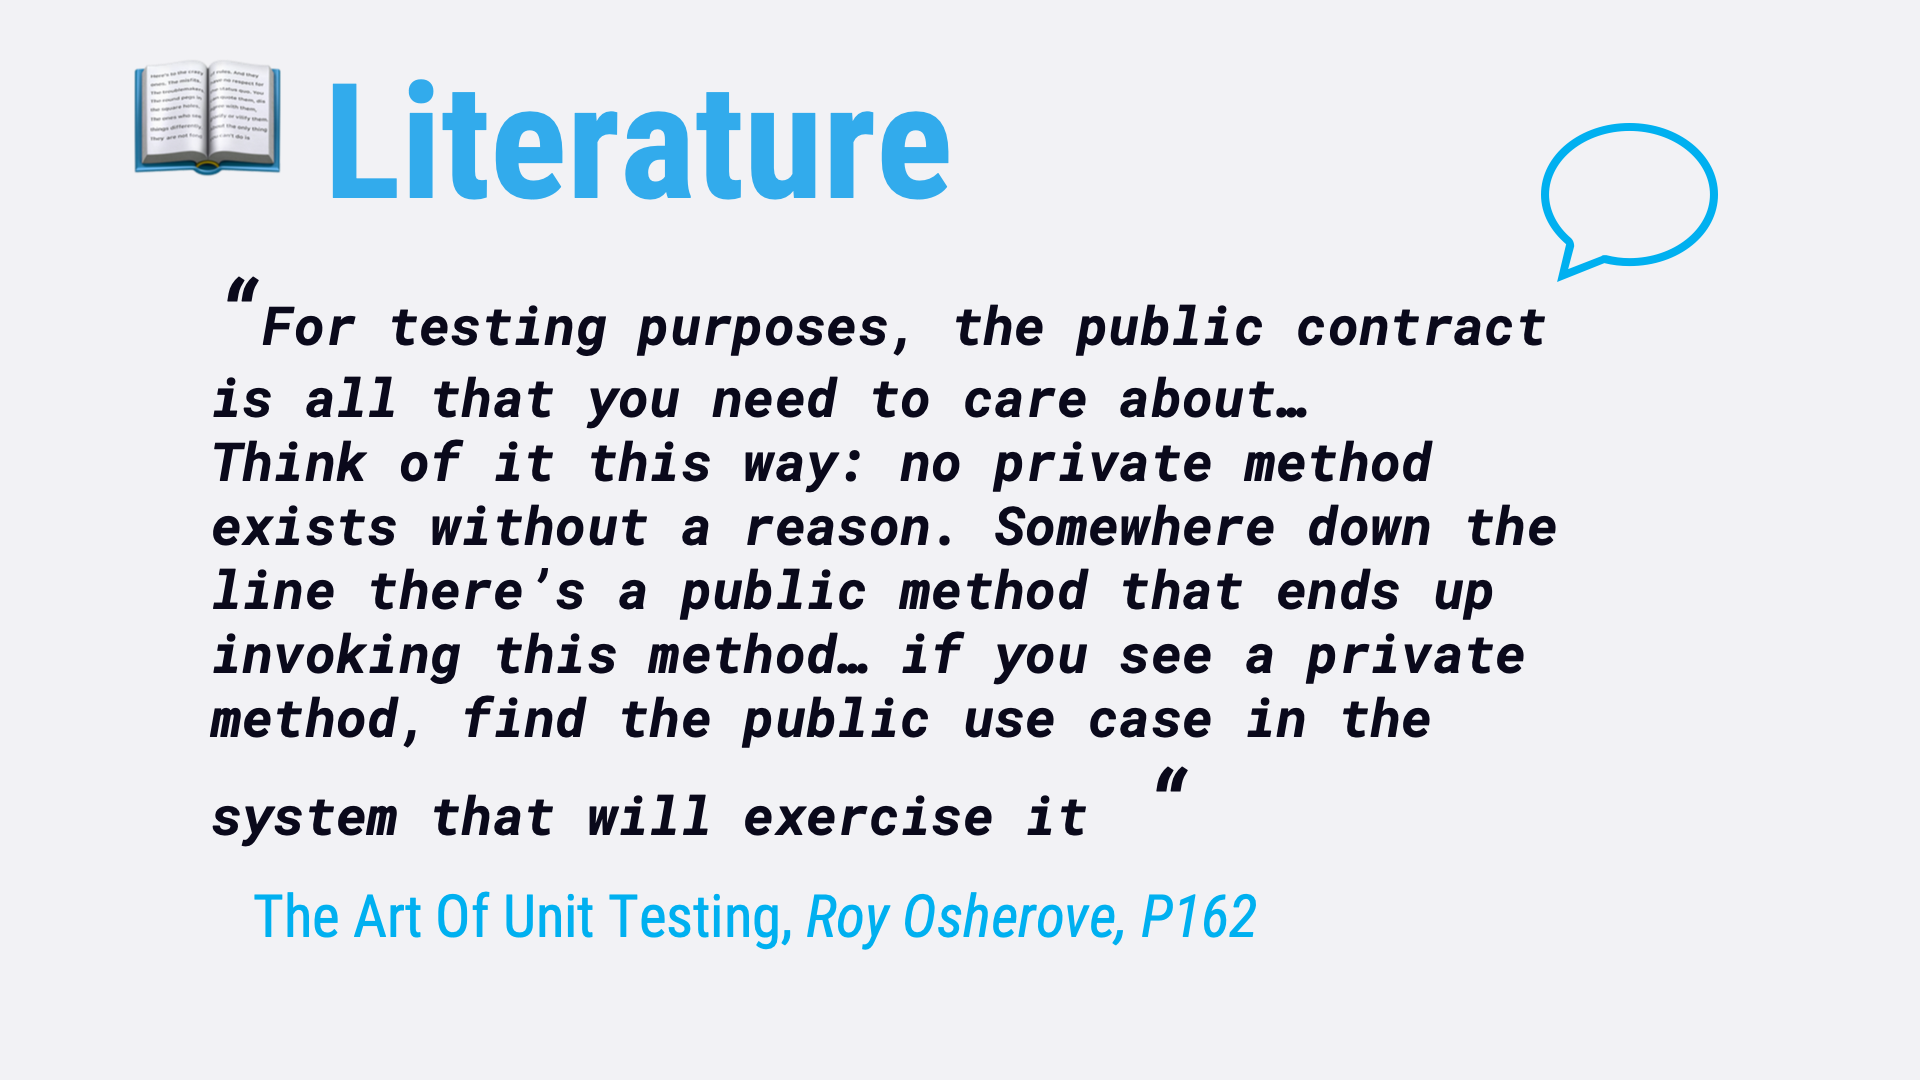 Literature
“For testing purposes, the public contract
is all that you need to care about…
Think of it this way: no private method
exists without a reason. Somewhere down the
line there’s a public method that ends up
invoking this method… if you see a private
method, find the public use case in the
system that will exercise it “
The Art Of Unit Testing, Roy Osherove, P162